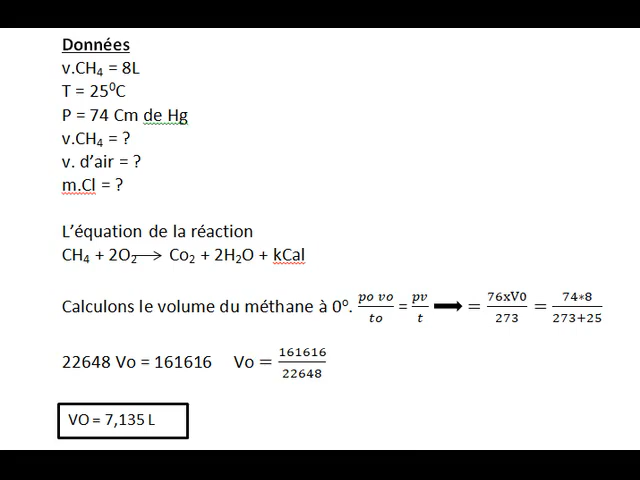 Données
v.CH₄ = 8L
T = 25⁰C
P = 74 Cm de Hg
v.CH₄ = ?
v. d’air = ?
m.Cl = ?
L’équation de la réaction
CH₄ + 2O₂ ⟶ Co₂ + 2H₂O + kCal
Calculons le volume du méthane à 0°. po vo/to = pv/t ➡ = 76xV0/273 = 74*8/273+25
22648 Vo = 161616 Vo = 161616/22648
VO = 7,135 L